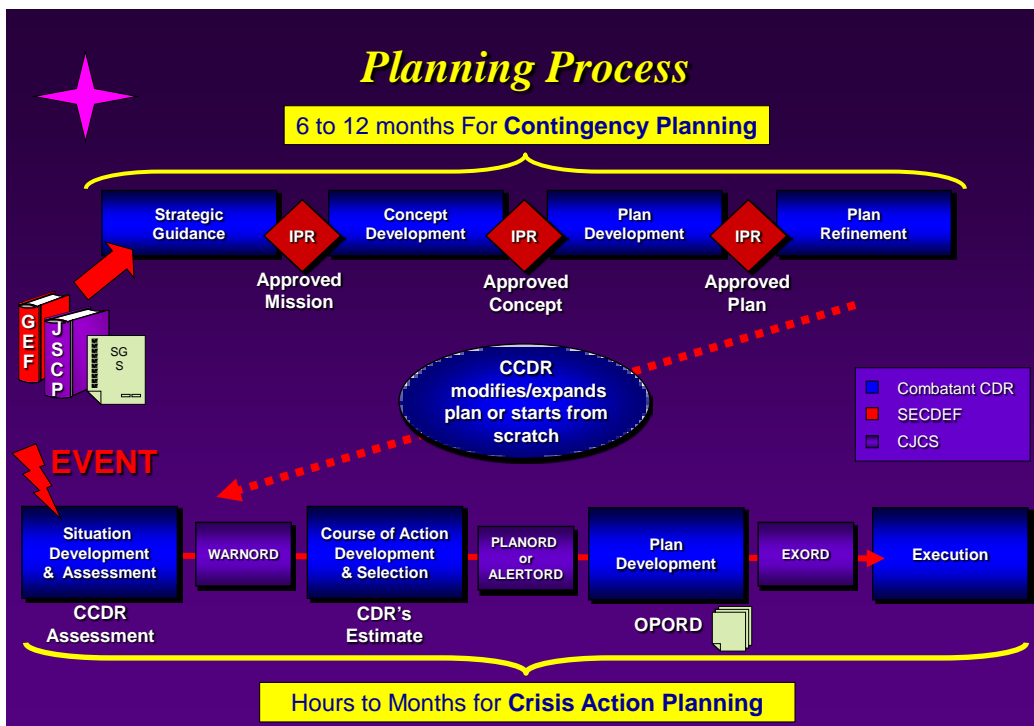 Planning Process
6 to 12 months For Contingency Planning
Strategic
Guidance
IPR
Concept
Development
IPR
Plan
Development
IPR
Plan
Refinement
Approved
Mission
Approved
Concept
Approved
Plan
GEF
JSCP
SG
S
CCDR
modifies/expands
plan or starts from
scratch
Combatant CDR
SECDEF
CJCS
EVENT
Situation
Development
& Assessment
WARNORD
Course of Action
Development
& Selection
PLANORD
or
ALERTORD
Plan
Development
EXORD
Execution
CCDR
Assessment
CDR's
Estimate
OPORD
Hours to Months for Crisis Action Planning